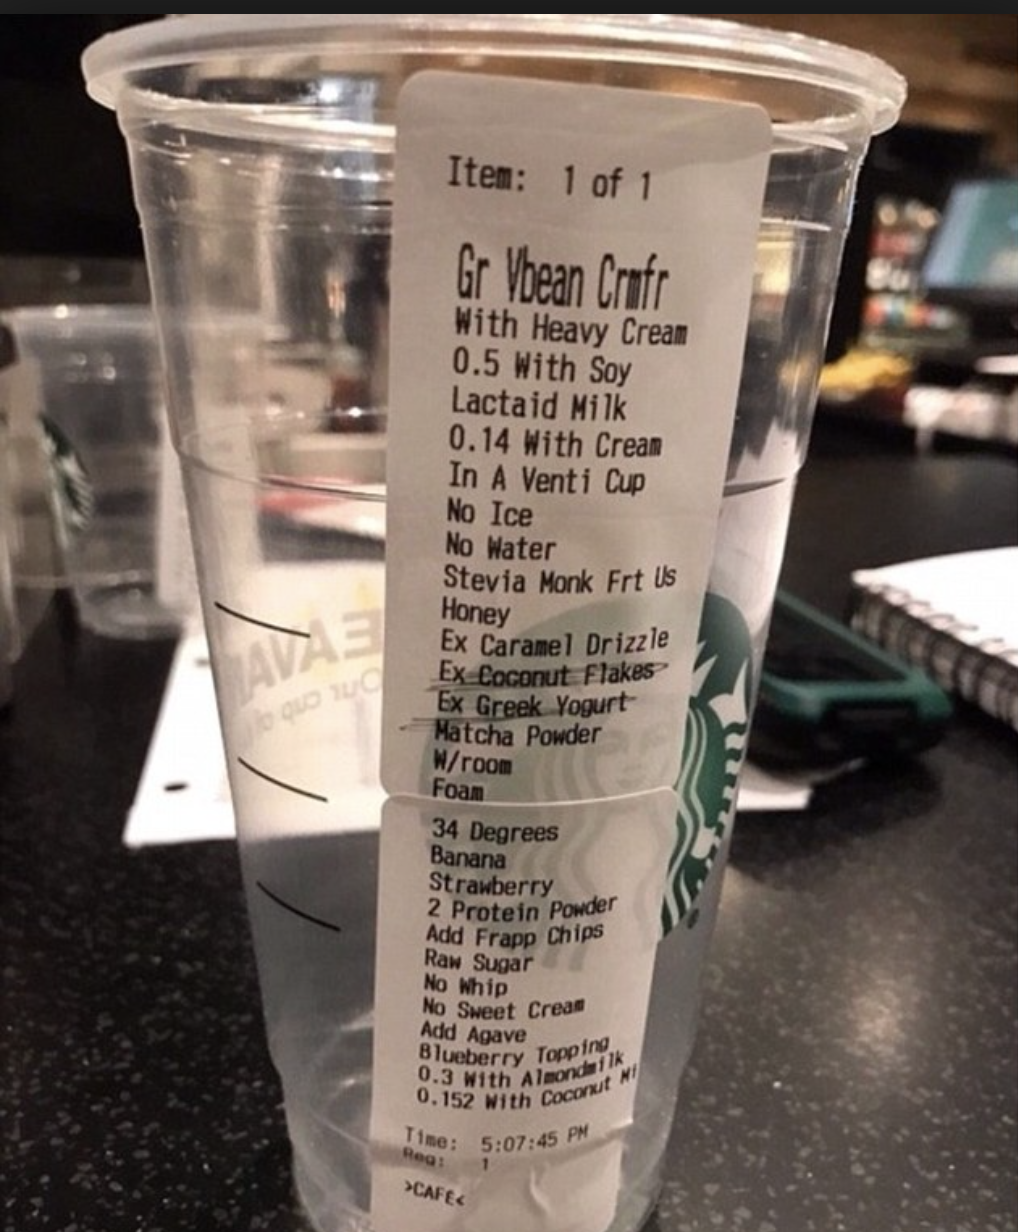 Item: 1 of 1
Gr Vbean Crmfr
With Heavy Cream
0.5 With Soy
Lactaid Milk
0.14 With Cream
In A Venti Cup
No Ice
No Water
Stevia Monk Frt Us
Honey
Ex Caramel Drizzle
Ex Coconut Flakes
Ex Greek Yogurt
Matcha Powder
W/room
Foam
34 Degrees
Banana
Strawberry
2 Protein Powder
Add Frapp Chips
Raw Sugar
No Whip
No Sweet Cream
Add Agave
Blueberry Topping
0.3 With Almondmilk
0.152 With Coconut Mi
Time: 5:07:45 PM
Reg: 1
>CAFE<